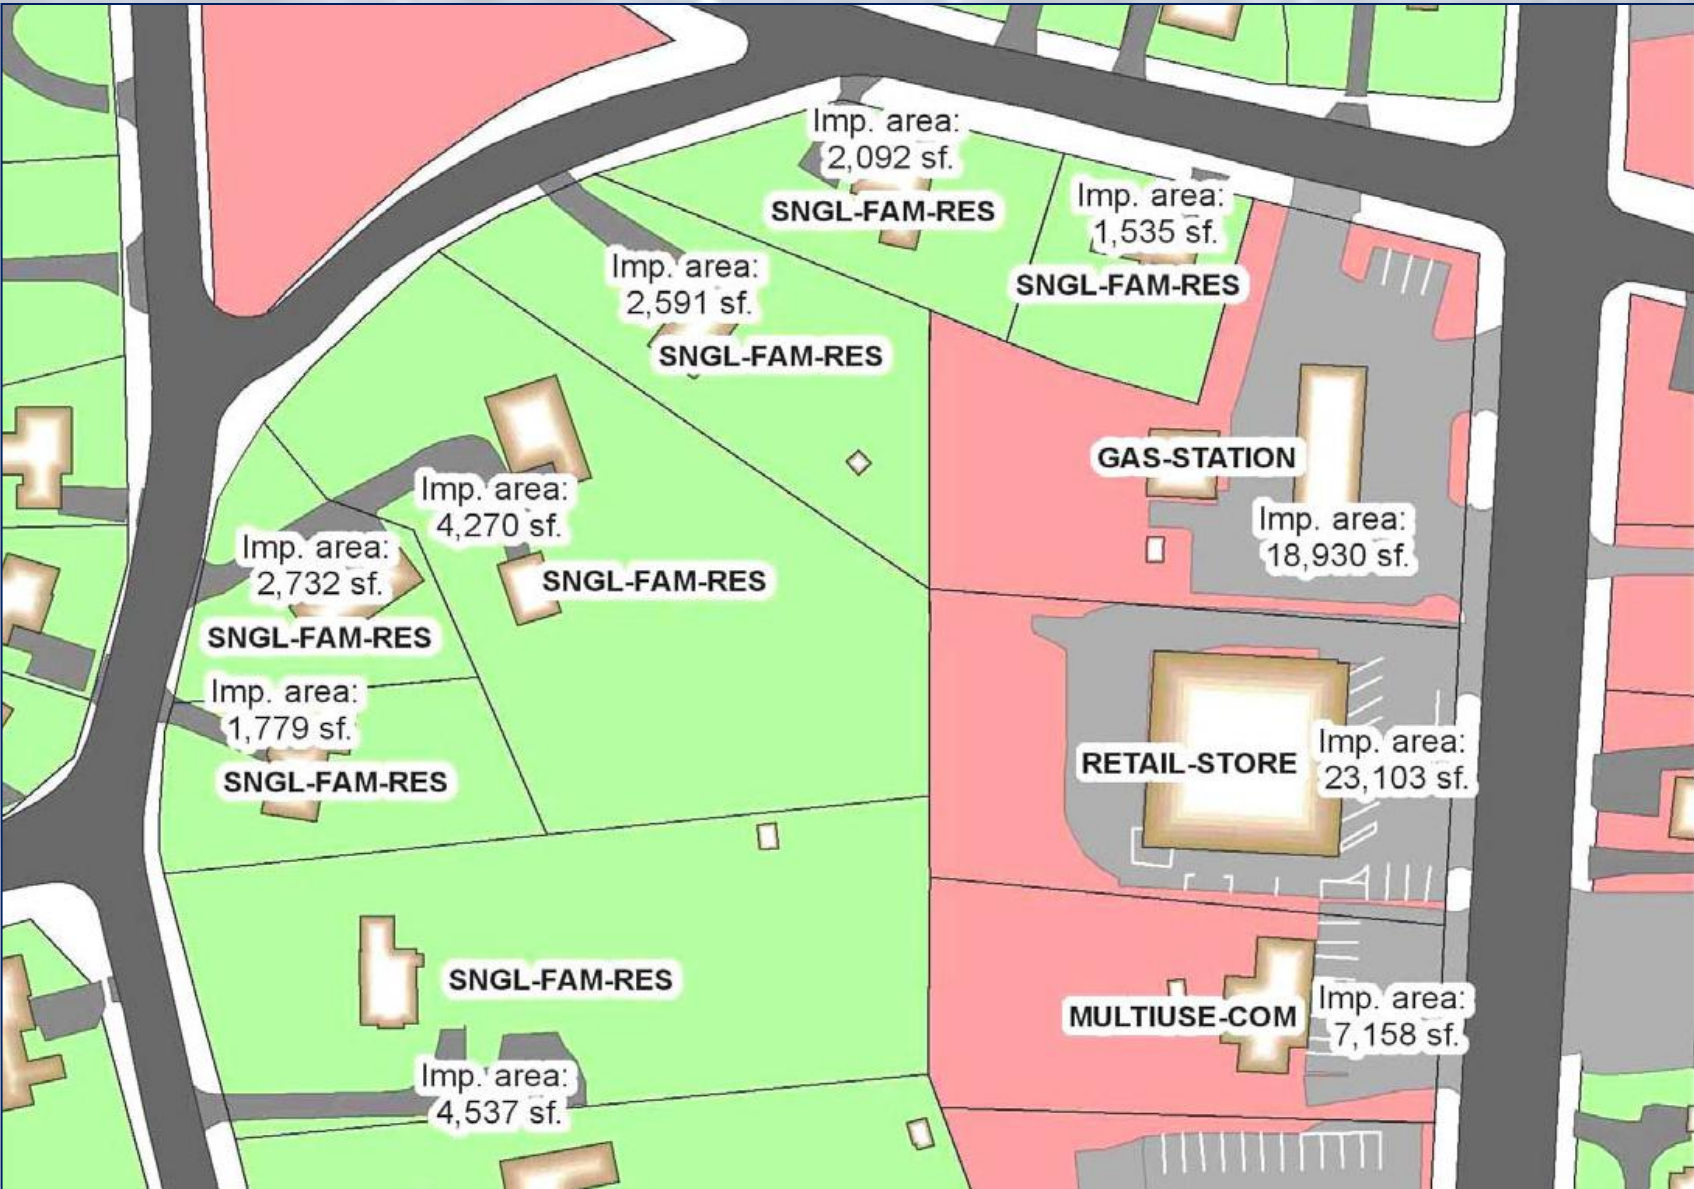 Imp. area:
2,092 sf.
SNGL-FAM-RES
Imp. area:
1,535 sf.
SNGL-FAM-RES
Imp. area:
2,591 sf.
SNGL-FAM-RES
GAS-STATION
Imp. area:
18,930 sf.
Imp. area:
4,270 sf.
SNGL-FAM-RES
Imp. area:
2,732 sf.
SNGL-FAM-RES
Imp. area:
1,779 sf.
SNGL-FAM-RES
RETAIL-STORE
Imp. area:
23,103 sf.
SNGL-FAM-RES
Imp. area:
4,537 sf.
MULTIUSE-COM
Imp. area:
7,158 sf.